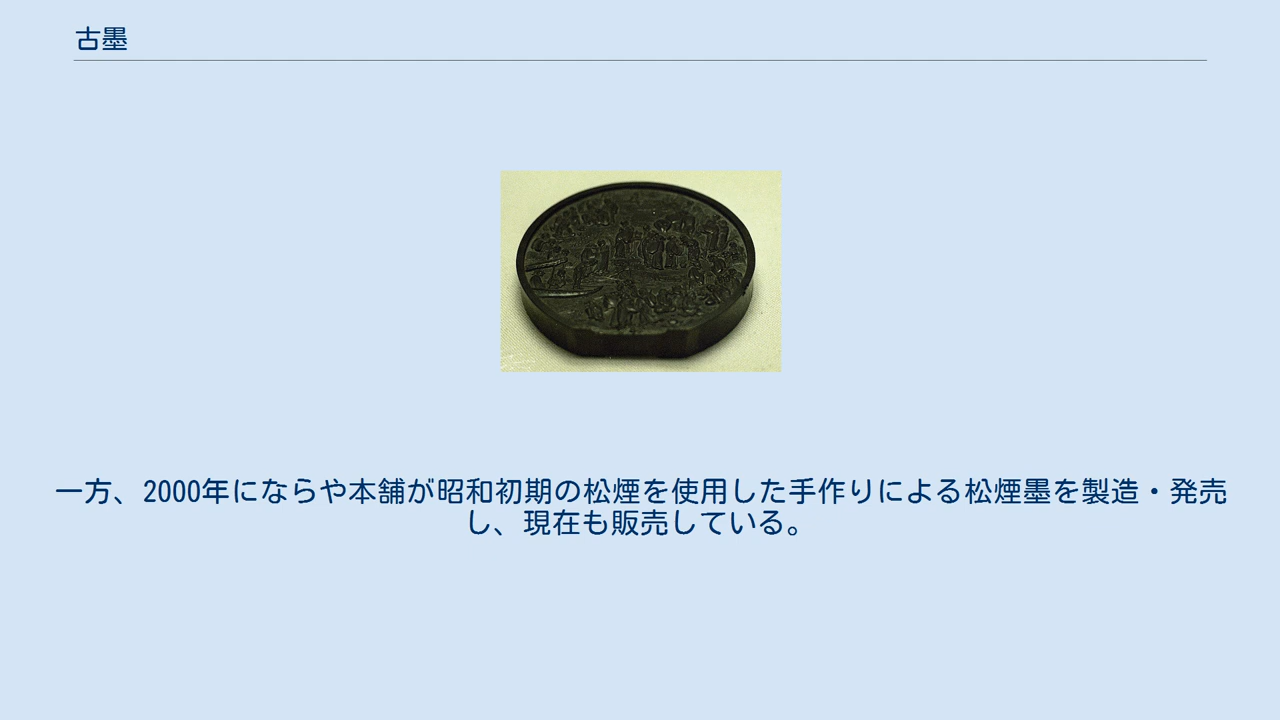 古墨
一方、2000年にならや本舗が昭和初期の松煙を使用した手作りによる松煙墨を製造・発売
し、現在も販売している。